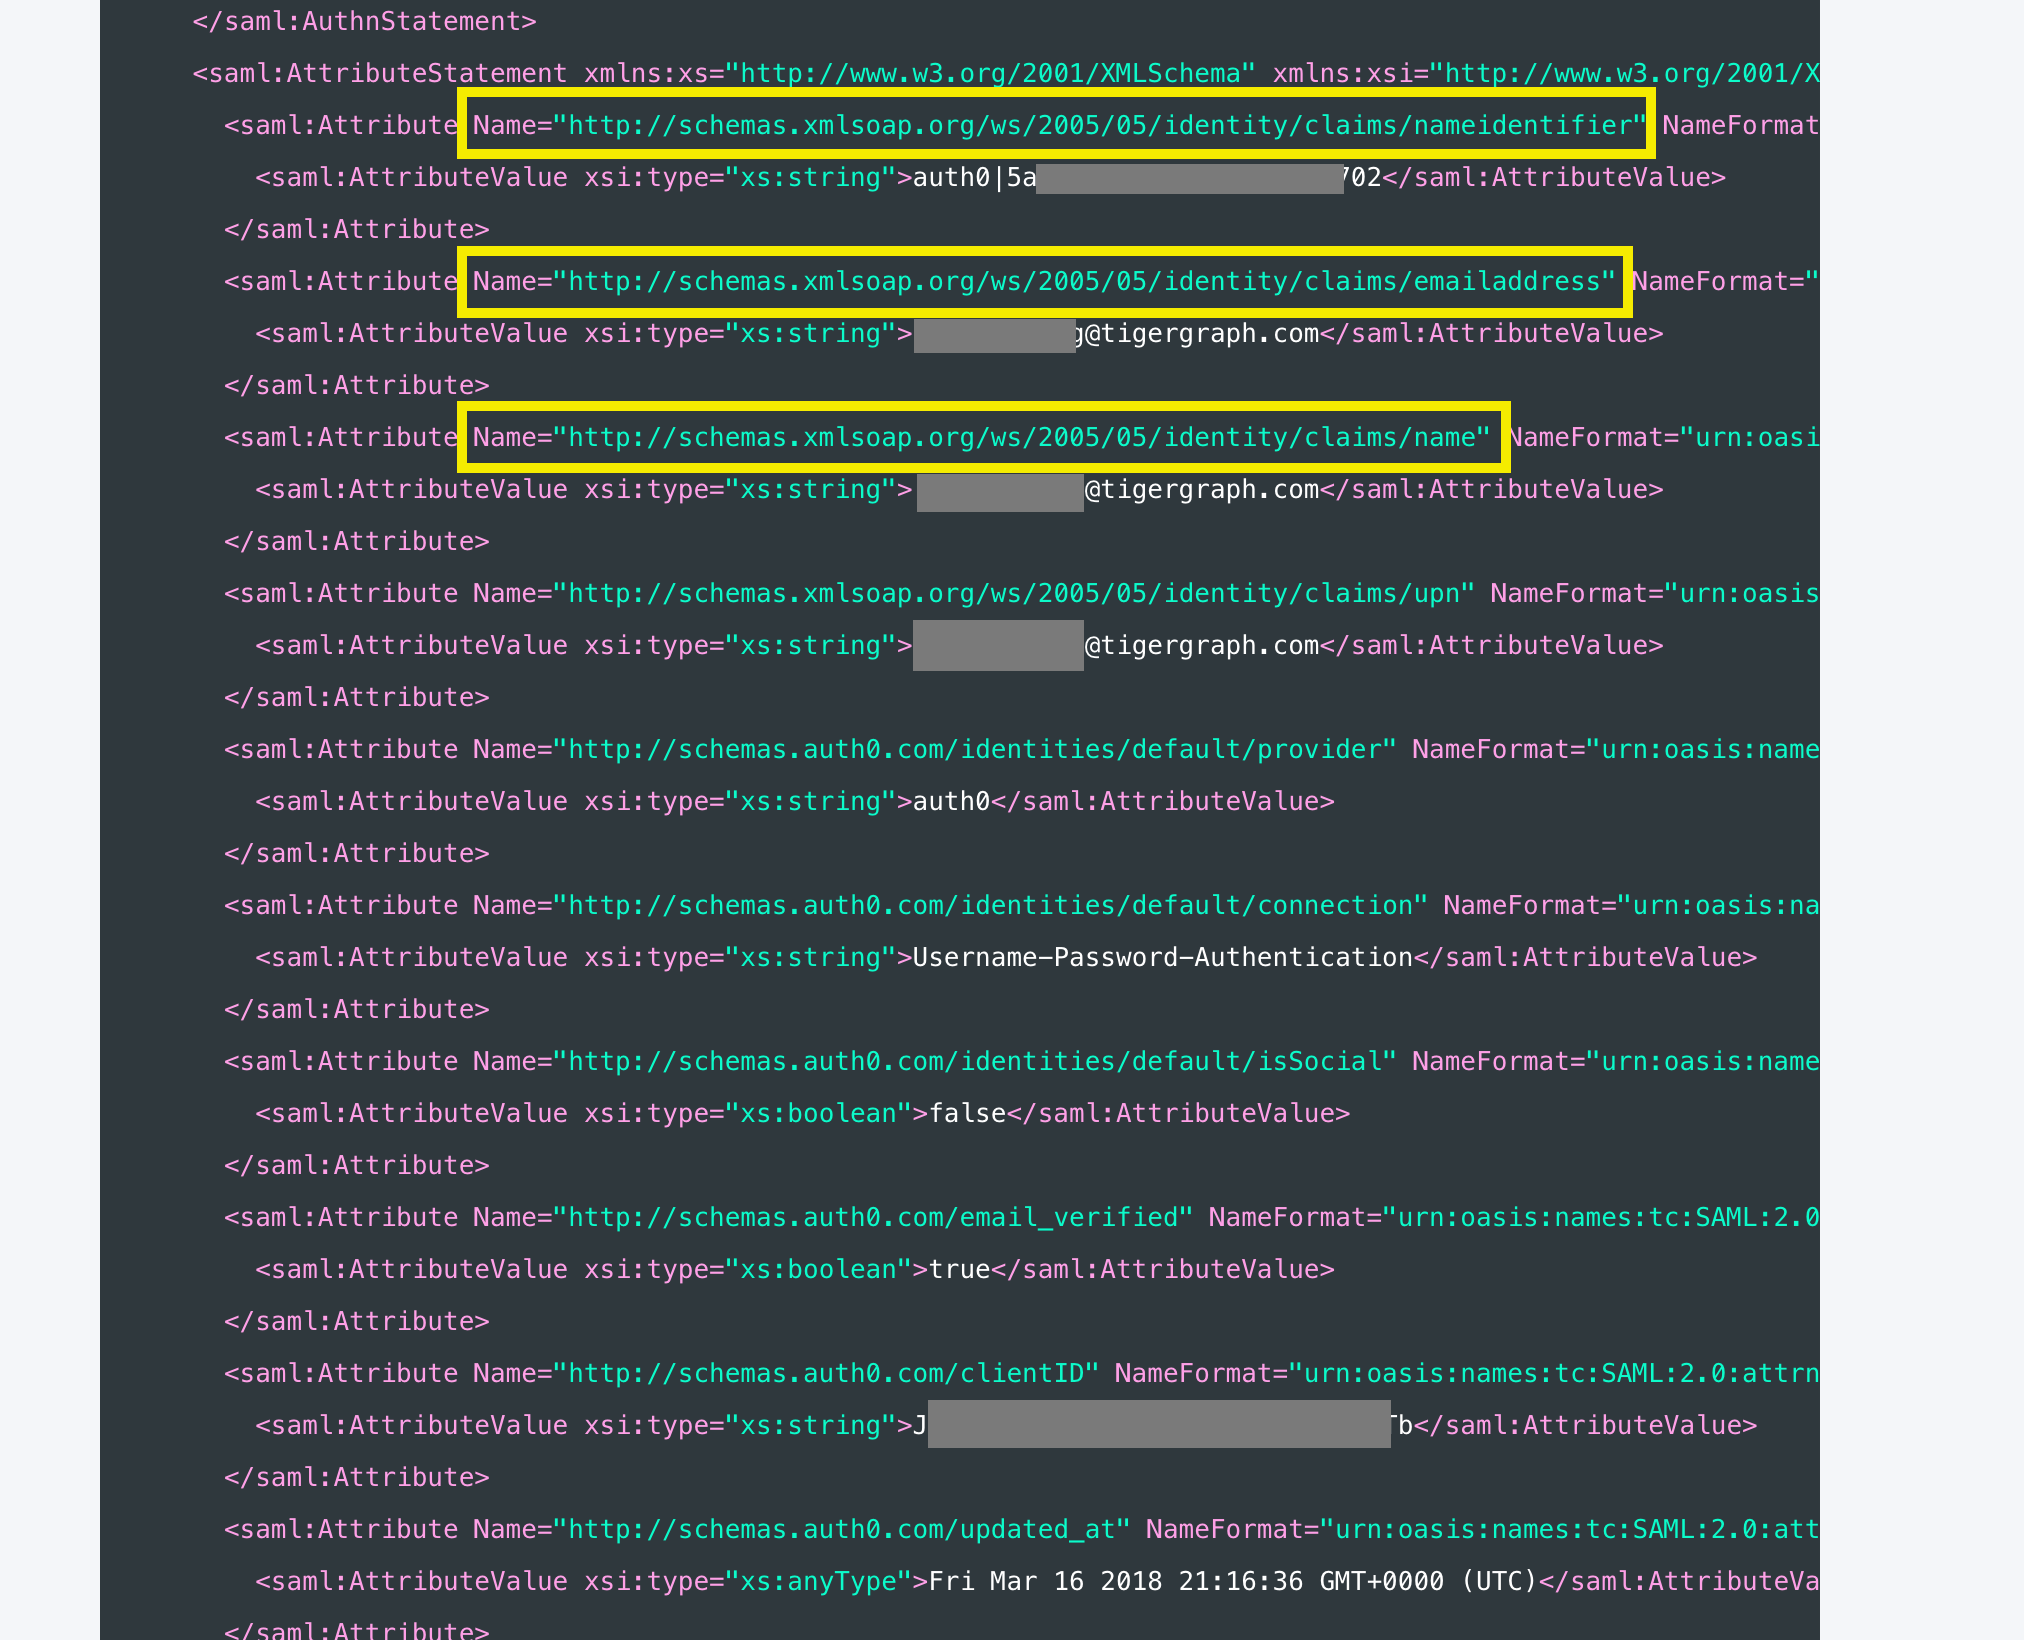 </saml:AuthnStatement>
<saml:AttributeStatement xmlns:xs="http://www.w3.org/2001/XMLSchema" xmlns:xsi="http://www.w3.org/2001/X
<saml:Attribute Name="http://schemas.xmlsoap.org/ws/2005/05/identity/claims/nameidentifier" NameFormat
<saml:AttributeValue xsi:type="xs:string">auth0|5a 702</saml:AttributeValue>
</saml:Attribute>
<saml:Attribute Name="http://schemas.xmlsoap.org/ws/2005/05/identity/claims/emailaddress" NameFormat="
<saml:AttributeValue xsi:type="xs:string"> g@tigergraph.com</saml:AttributeValue>
</saml:Attribute>
<saml:Attribute Name="http://schemas.xmlsoap.org/ws/2005/05/identity/claims/name" NameFormat="urn:oasi
<saml:AttributeValue xsi:type="xs:string"> @tigergraph.com</saml:AttributeValue>
</saml:Attribute>
<saml:Attribute Name="http://schemas.xmlsoap.org/ws/2005/05/identity/claims/upn" NameFormat="urn:oasis
<saml:AttributeValue xsi:type="xs:string"> @tigergraph.com</saml:AttributeValue>
</saml:Attribute>
<saml:Attribute Name="http://schemas.auth0.com/identities/default/provider" NameFormat="urn:oasis:name
<saml:AttributeValue xsi:type="xs:string">auth0</saml:AttributeValue>
</saml:Attribute>
<saml:Attribute Name="http://schemas.auth0.com/identities/default/connection" NameFormat="urn:oasis:na
<saml:AttributeValue xsi:type="xs:string">Username-Password-Authentication</saml:AttributeValue>
</saml:Attribute>
<saml:Attribute Name="http://schemas.auth0.com/identities/default/isSocial" NameFormat="urn:oasis:name
<saml:AttributeValue xsi:type="xs:boolean">false</saml:AttributeValue>
</saml:Attribute>
<saml:Attribute Name="http://schemas.auth0.com/email_verified" NameFormat="urn:oasis:names:tc:SAML:2.0
<saml:AttributeValue xsi:type="xs:boolean">true</saml:AttributeValue>
</saml:Attribute>
<saml:Attribute Name="http://schemas.auth0.com/clientID" NameFormat="urn:oasis:names:tc:SAML:2.0:attrn
<saml:AttributeValue xsi:type="xs:string">J Tb</saml:AttributeValue>
</saml:Attribute>
<saml:Attribute Name="http://schemas.auth0.com/updated_at" NameFormat="urn:oasis:names:tc:SAML:2.0:att
<saml:AttributeValue xsi:type="xs:anyType">Fri Mar 16 2018 21:16:36 GMT+0000 (UTC)</saml:AttributeVa
</saml:Attribute>